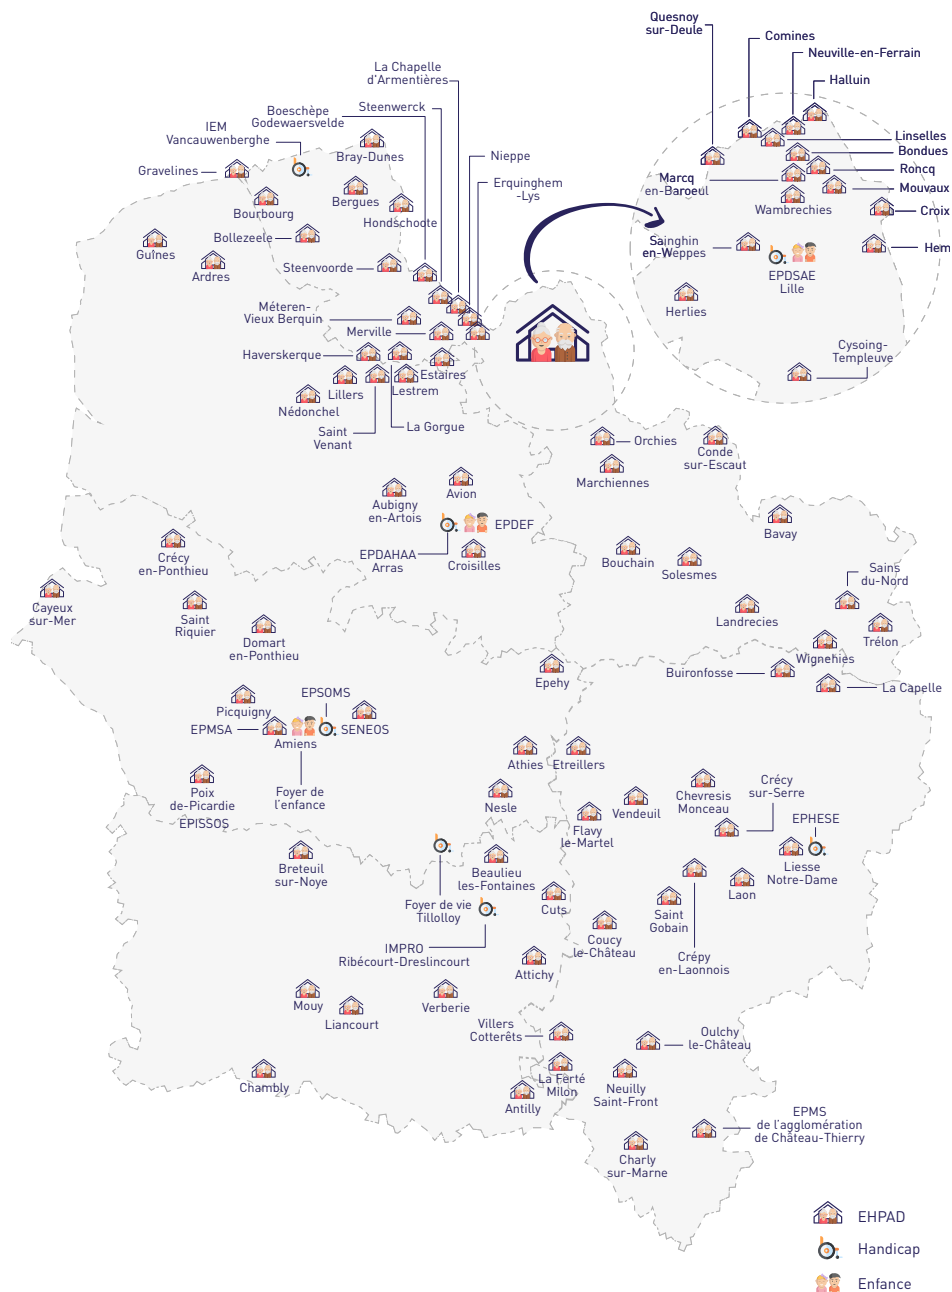 Quesnoy
sur-Deule
Comines
Neuville-en-Ferrain
Halluin
Linselles
Bondues
Roncq
Marcq
en-Baroeul
Mouvaux
Wambrechies
Croix
Sainghin
en-Weppes
Hem
EPDSAE
Lille
Herlies
Cysoing-
Templeuve
La Chapelle
d'Armentières
Steenwerck
Boeschèpe
Godewaersvelde
IEM
Vancauwenberghe
Bray-Dunes
Nieppe
Gravelines
Erquinghem
-Lys
Bergues
Bourbourg
Hondschoote
Bollezeele
Guînes
Ardres
Steenvoorde
Méteren-
Vieux Berquin
Merville
Haverskerque
Estaires
Lillers
Lestrem
Nédonchel
Saint
Venant
La Gorgue
Orchies
Conde
sur-Escaut
Marchiennes
Avion
Aubigny
en-Artois
EPDEF
Bavay
EPDAHAA
Arras
Croisilles
Crécy
en-Ponthieu
Bouchain
Solesmes
Sains
du-Nord
Cayeux
sur-Mer
Saint
Riquier
Landrecies
Domart
en-Ponthieu
Trélon
Wignehies
Epehy
Buironfosse
La Capelle
EPSOMS
Picquigny
EPMSA
SENEOS
Amiens
Athies
Etreillers
Poix
de-Picardie
EPISSOS
Foyer de
l'enfance
Nesle
Vendeuil
Chevresis
Monceau
Crécy
sur-Serre
EPHESE
Flavy
le-Martel
Liesse
Notre-Dame
Breteuil
sur-Noye
Beaulieu
les-Fontaines
Laon
Foyer de vie
Tillolloy
Cuts
Saint
Gobain
IMPRO
Ribécourt-Dreslincourt
Coucy
le-Château
Crépy
en-Laonnois
Attichy
Mouy
Liancourt
Verberie
Villers
Cotterêts
Oulchy
le-Château
Chambly
La Ferté
Milon
Neuilly
Saint-Front
Antilly
EPMS
de l'agglomération
de Château-Thierry
Charly
sur-Marne
EHPAD
Handicap
Enfance